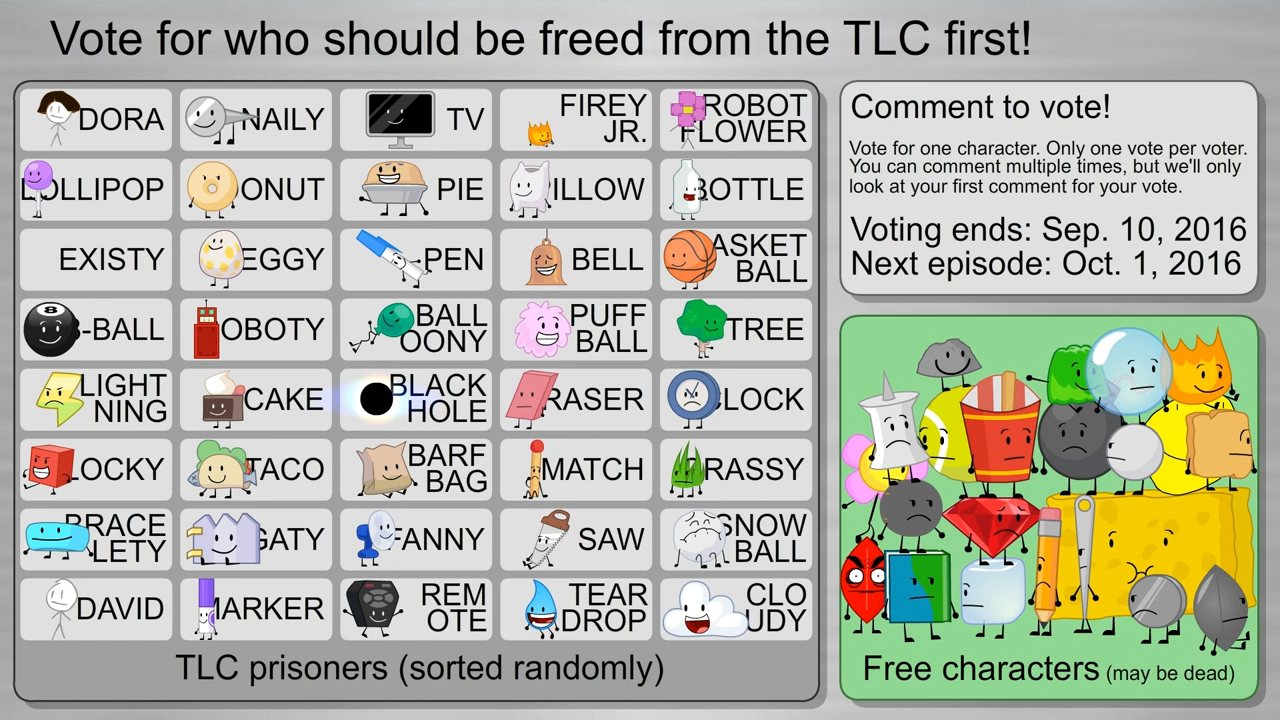 Vote for who should be freed from the TLC first!
DORA
NAILY
TV
FIREY
JR.
ROBOT
FLOWER
LOLLIPOP
ONUT
PIE
ILLOW
BOTTLE
EXISTY
EGGY
PEN
BELL
ASKET
BALL
8
-BALL
OBOTY
BALL
OONY
PUFF
BALL
TREE
LIGHT
NING
CAKE
BLACK
HOLE
RASER
CLOCK
LOCKY
TACO
BARF
BAG
MATCH
GRASSY
BRACE
LETY
GATY
FANNY
SAW
SNOW
BALL
DAVID
MARKER
REM
OTE
TEAR
DROP
CLO
UDY
TLC prisoners (sorted randomly)
Comment to vote!
Vote for one character. Only one vote per voter.
You can comment multiple times, but we'll only
look at your first comment for your vote.
Voting ends: Sep. 10, 2016
Next episode: Oct. 1, 2016
Free characters (may be dead)